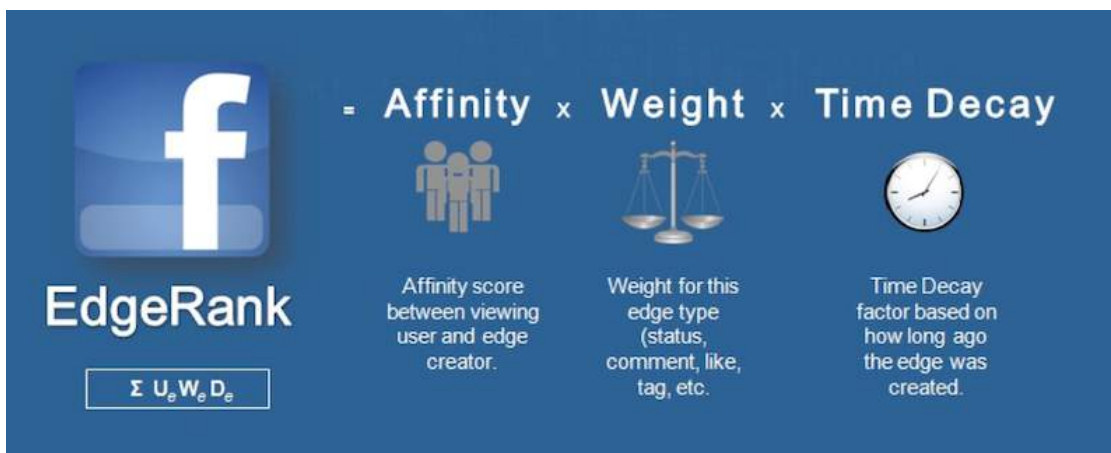 = Affinity x Weight x Time Decay
EdgeRank
Σ UₑWₑDₑ
Affinity score
between viewing
user and edge
creator.
Weight for this
edge type
(status,
comment, like,
tag, etc.
Time Decay
factor based on
how long ago
the edge was
created.